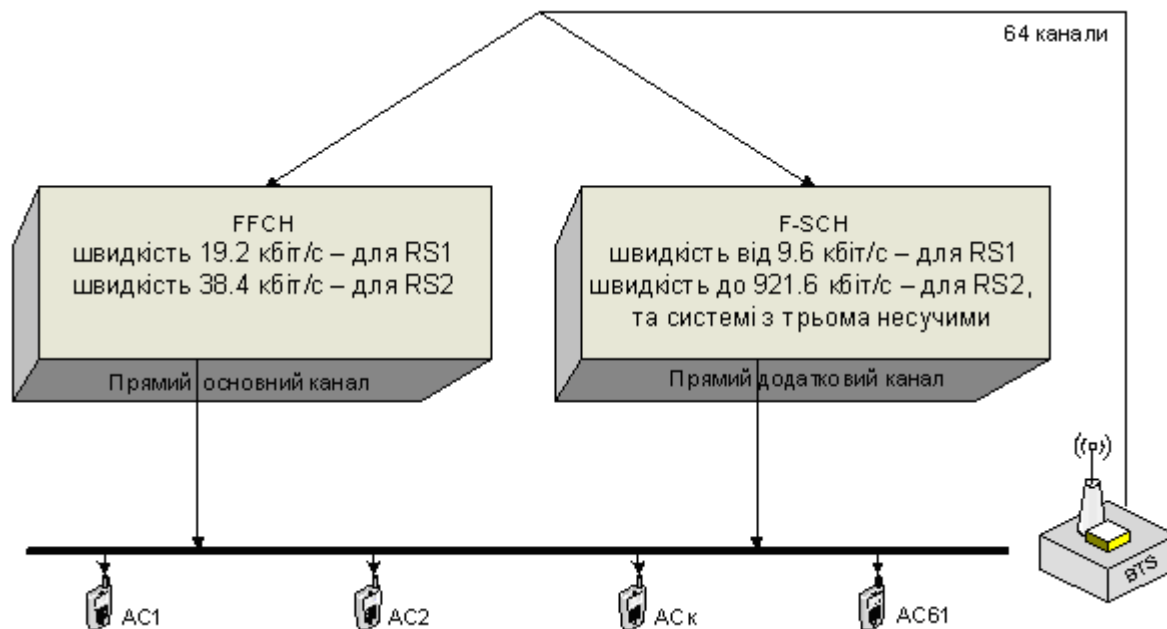 64 канали
FFCH
швидкість 19.2 кбіт/с – для RS1
швидкість 38.4 кбіт/с – для RS2
Прямий основний канал
F-SCH
швидкість від 9.6 кбіт/с – для RS1
швидкість до 921.6 кбіт/с – для RS2,
та системі з трьома несучими
Прямий додатковий канал
BTS
АС1
АС2
АСк
АС61